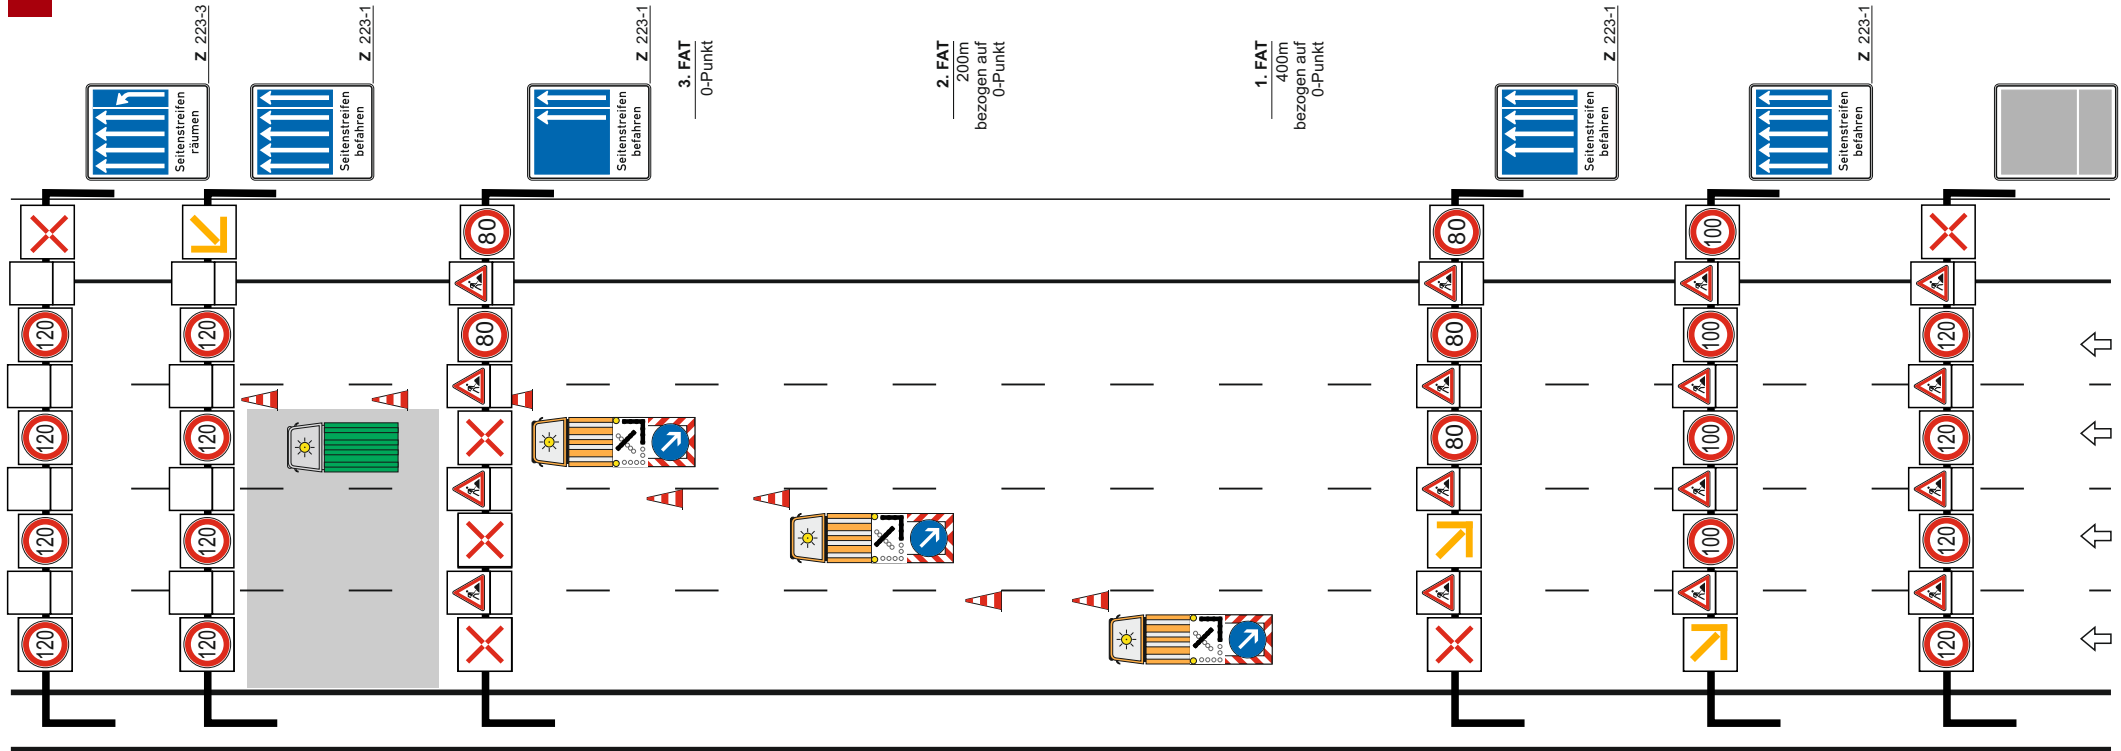 Z 223-3
Seitenstreifen
räumen
Z 223-1
Seitenstreifen
befahren
Z 223-1
Seitenstreifen
befahren
3. FAT
0-Punkt
2. FAT
200m
bezogen auf
0-Punkt
1. FAT
400m
bezogen auf
0-Punkt
Z 223-1
Seitenstreifen
befahren
Z 223-1
Seitenstreifen
befahren
120
120
120
120
120
120
120
120
80
80
80
80
80
100
100
100
100
120
120
120
120